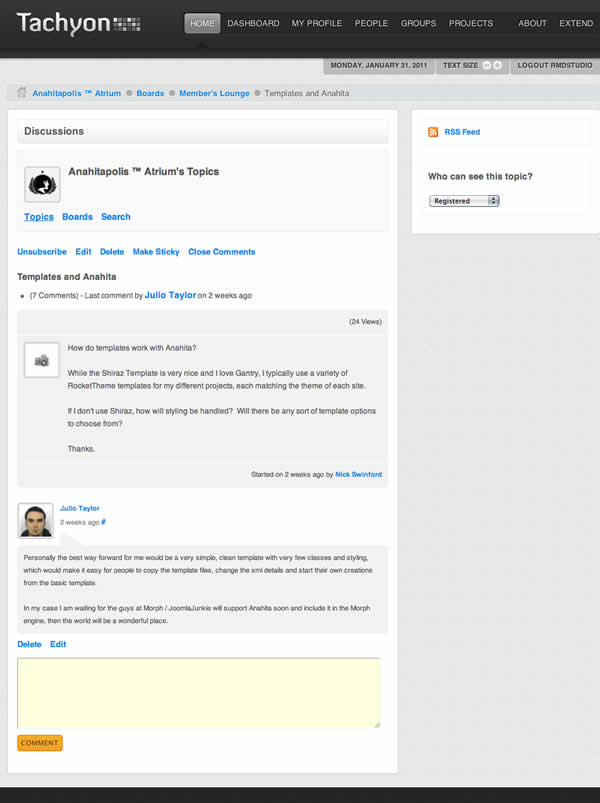 Tachyon
HOME DASHBOARD MY PROFILE PEOPLE GROUPS PROJECTS ABOUT EXTEND
MONDAY, JANUARY 31, 2011 TEXT SIZE LOGOUT RMDSTUDIO
Anahitapolis ™ Atrium Boards Member's Lounge Templates and Anahita
Discussions
Anahitapolis ™ Atrium's Topics
Topics Boards Search
Unsubscribe Edit Delete Make Sticky Close Comments
Templates and Anahita
(7 Comments) - Last comment by Julio Taylor on 2 weeks ago
(24 Views)
How do templates work with Anahita?
While the Shiraz Template is very nice and I love Gantry, I typically use a variety of
RocketTheme templates for my different projects, each matching the theme of each site.
If I don't use Shiraz, how will styling be handled? Will there be any sort of template options
to choose from?
Thanks.
Started on 2 weeks ago by Nick Swinford
Julio Taylor
2 weeks ago #
Personally the best way forward for me would be a very simple, clean template with very few classes and styling,
which would make it easy for people to copy the template files, change the xml details and start their own creations
from the basic template.
In my case I am waiting for the guys at Morph / JoomlaJunkie will support Anahita soon and include it in the Morph
engine, then the world will be a wonderful place.
Delete Edit
COMMENT
RSS Feed
Who can see this topic?
Registered